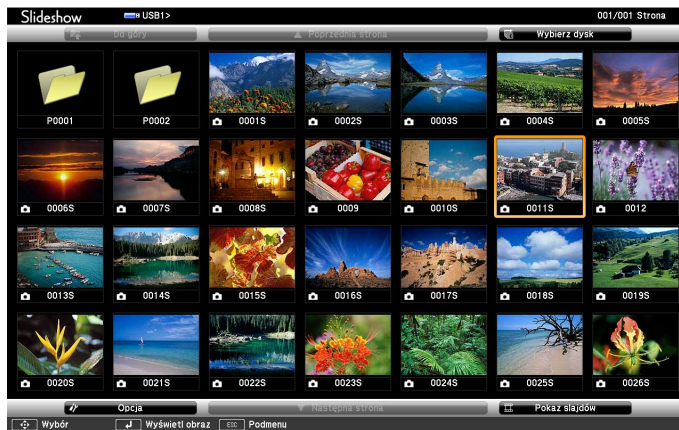 Slideshow USB1> 001/001 Strona
Do góry Poprzednia strona Wybierz dysk
P0001 P0002 0001S 0002S 0003S 0004S 0005S
0006S 0007S 0008S 0009 0010S 0011S 0012
0013S 0014S 0015S 0016S 0017S 0018S 0019S
0020S 0021S 0022S 0023S 0024S 0025S 0026S
Opcja Następna strona Pokaz slajdów
Wybór Wyświetl obraz ESC Podmenu